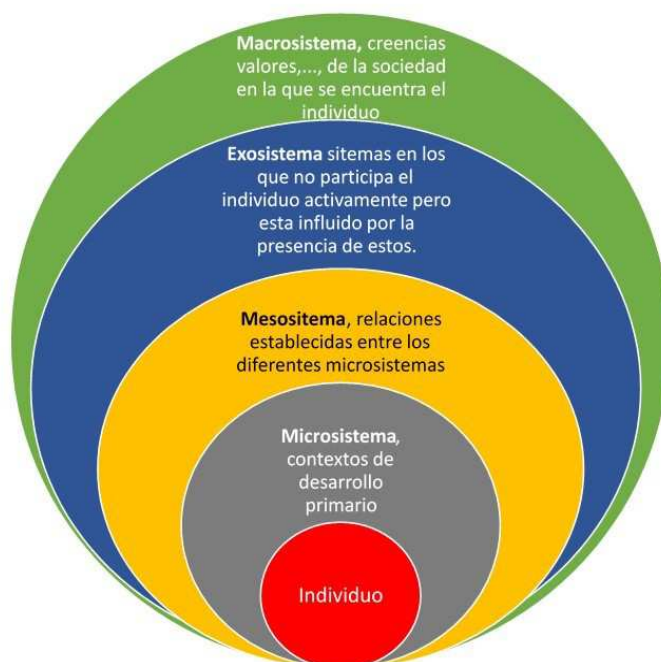 Macrosistema, creencias
valores,..., de la sociedad
en la que se encuentra el
individuo
Exosistema sitemas en los
que no participa el
individuo activamente pero
esta influido por la
presencia de estos.
Mesositema, relaciones
establecidas entre los
diferentes microsistemas
Microsistema,
contextos de
desarrollo
primario
Individuo